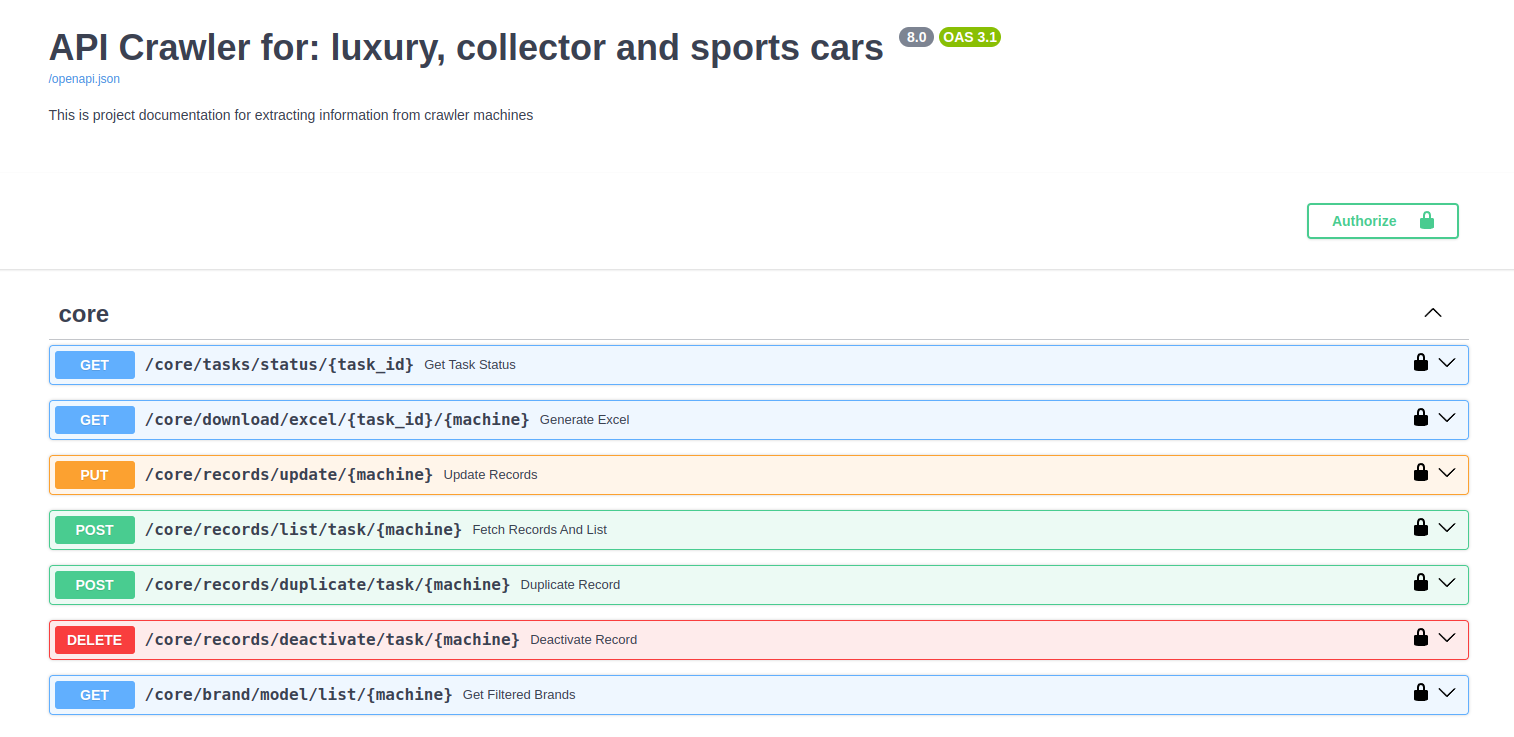 API Crawler for: luxury, collector and sports cars 8.0 OAS 3.1
/openapi.json
This is project documentation for extracting information from crawler machines
Authorize
core
GET /core/tasks/status/{task_id} Get Task Status
GET /core/download/excel/{task_id}/{machine} Generate Excel
PUT /core/records/update/{machine} Update Records
POST /core/records/list/task/{machine} Fetch Records And List
POST /core/records/duplicate/task/{machine} Duplicate Record
DELETE /core/records/deactivate/task/{machine} Deactivate Record
GET /core/brand/model/list/{machine} Get Filtered Brands